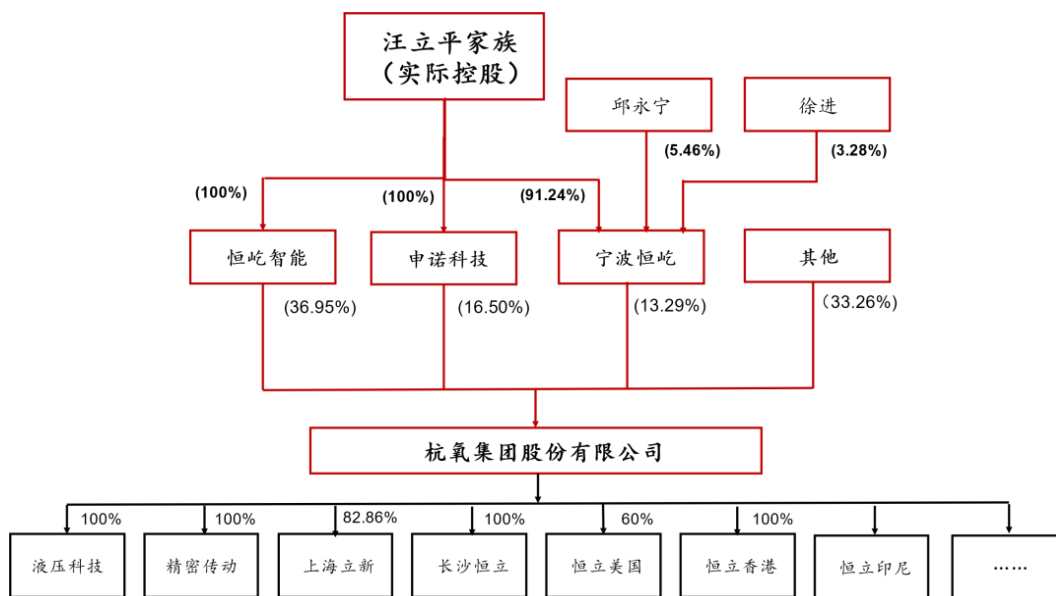 汪立平家族
（实际控股）
邱永宁
徐进
(5.46%)
(3.28%)
(100%)
(100%)
(91.24%)
恒屹智能
申诺科技
宁波恒屹
其他
(36.95%)
(16.50%)
(13.29%)
（33.26%)
杭氧集团股份有限公司
100%
100%
82.86%
100%
60%
100%
液压科技
精密传动
上海立新
长沙恒立
恒立美国
恒立香港
恒立印尼
……